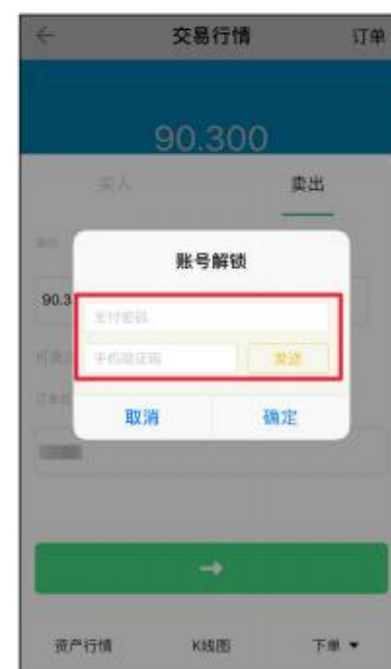 交易行情 订单
90.300
买入 卖出
账号解锁
90.3
支付密码
手机验证码 发送
取消 确定
资产行情 K线图 下单